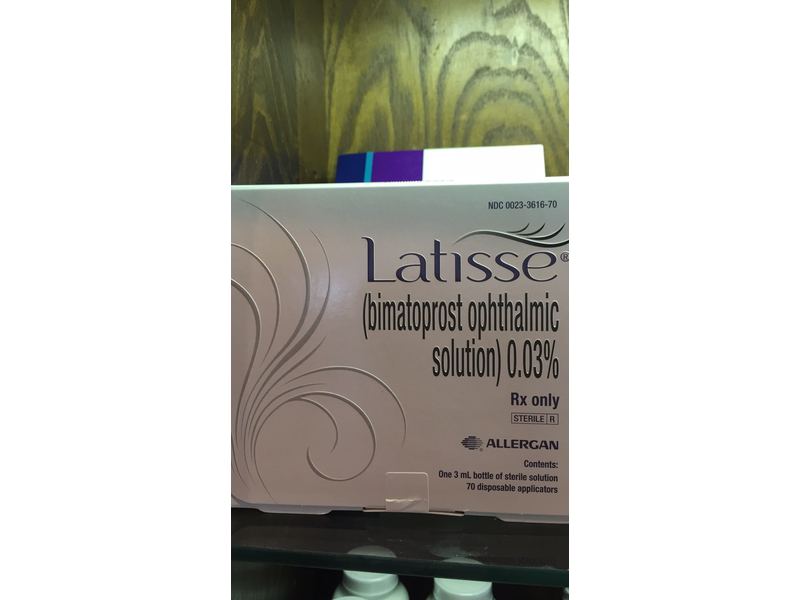 NDC 0023-3616-70
Latisse®
(bimatoprost ophthalmic
solution) 0.03%
Rx only
STERILE R
ALLERGAN
Contents:
One 3 mL bottle of sterile solution
70 disposable applicators